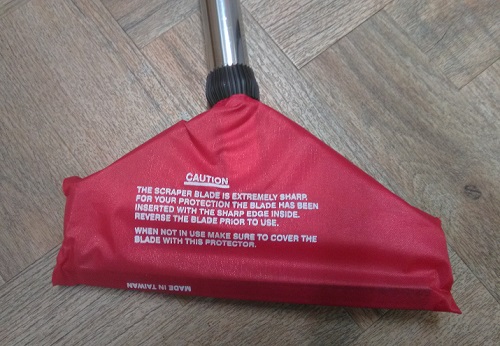 CAUTION
THE SCRAPER BLADE IS EXTREMELY SHARP.
FOR YOUR PROTECTION THE BLADE HAS BEEN
INSERTED WITH THE SHARP EDGE INSIDE.
REVERSE THE BLADE PRIOR TO USE.
WHEN NOT IN USE MAKE SURE TO COVER THE
BLADE WITH THIS PROTECTOR.
MADE IN TAIWAN